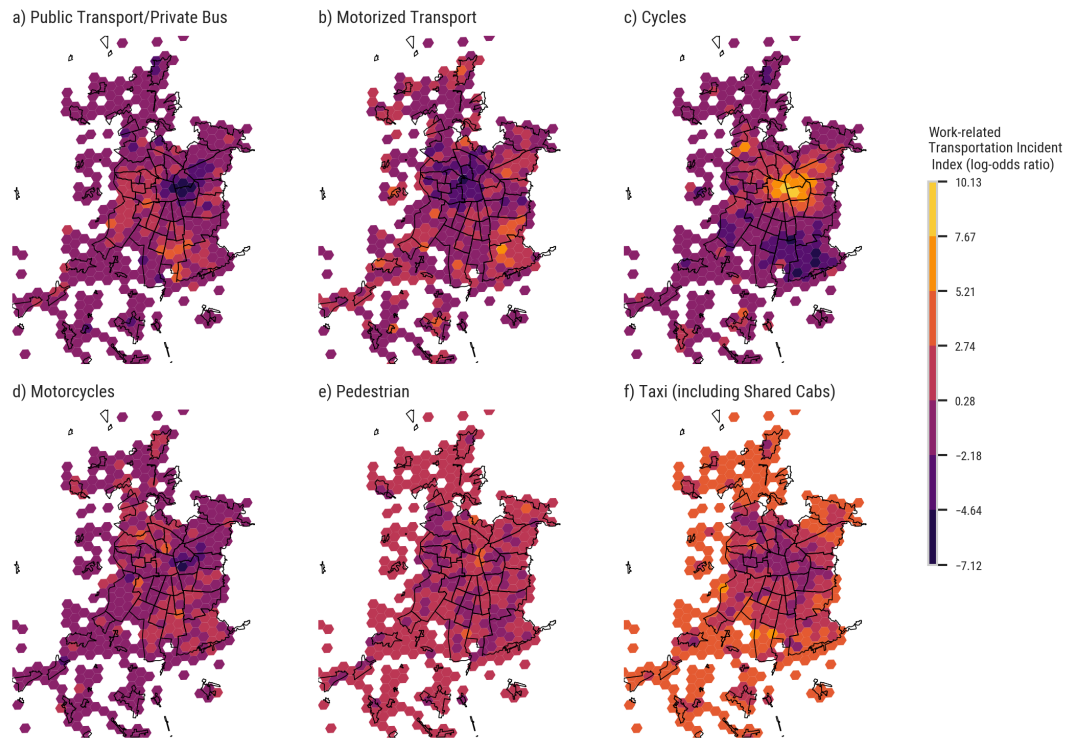 a) Public Transport/Private Bus
b) Motorized Transport
c) Cycles
Work-related
Transportation Incident
Index (log-odds ratio)
10.13
7.67
5.21
2.74
0.28
−2.18
−4.64
−7.12
d) Motorcycles
e) Pedestrian
f) Taxi (including Shared Cabs)